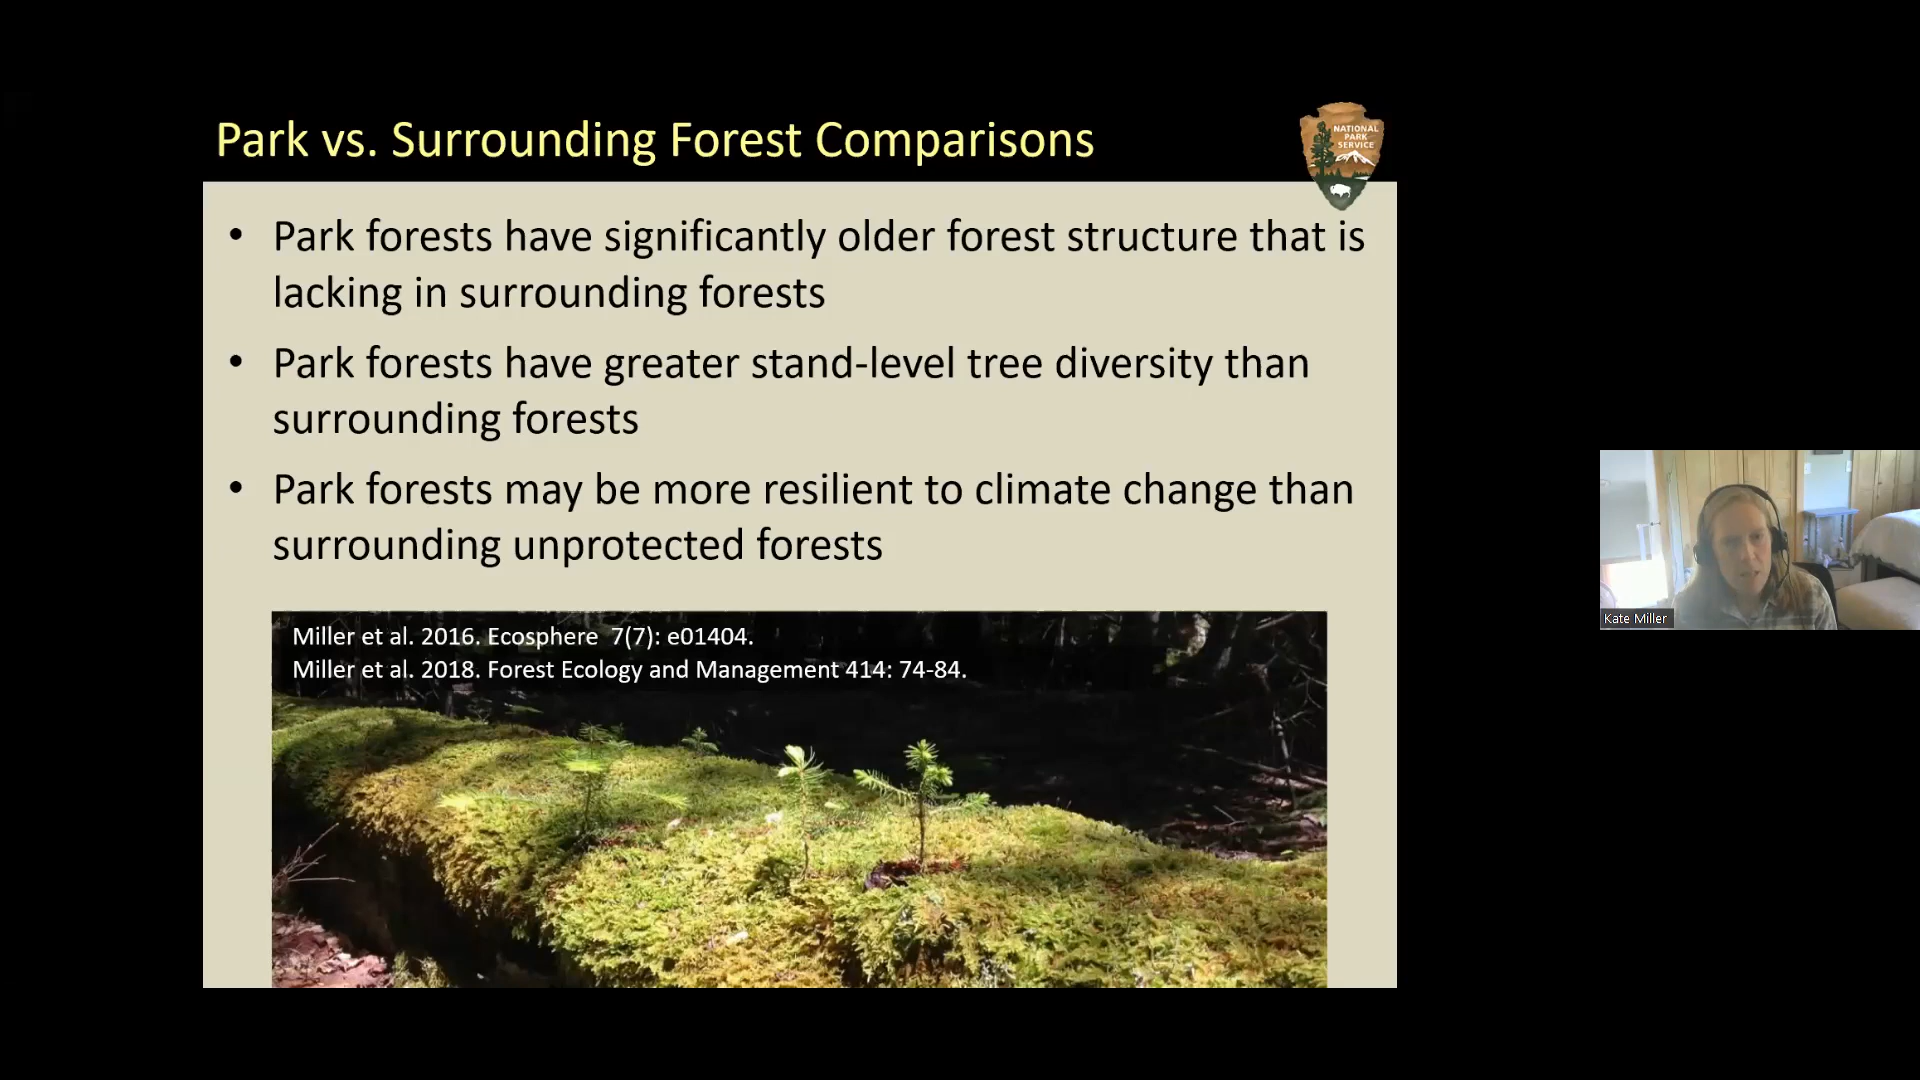 Park vs. Surrounding Forest Comparisons
NATIONAL
PARK
SERVICE
• Park forests have significantly older forest structure that is
lacking in surrounding forests
• Park forests have greater stand-level tree diversity than
surrounding forests
• Park forests may be more resilient to climate change than
surrounding unprotected forests
Miller et al. 2016. Ecosphere 7(7): e01404.
Miller et al. 2018. Forest Ecology and Management 414: 74-84.
Kate Miller